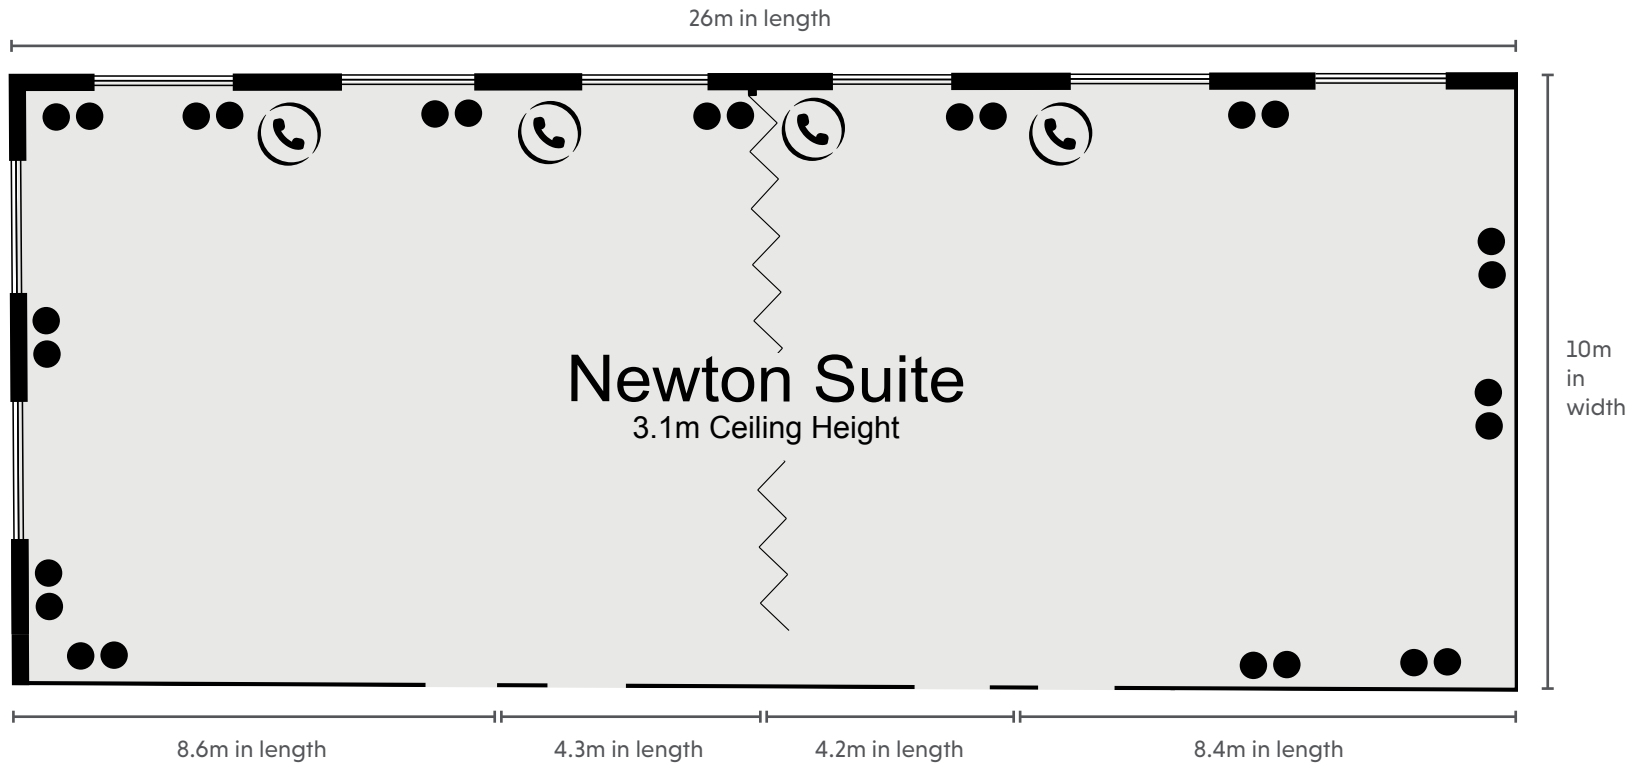 26m in length
Newton Suite
3.1m Ceiling Height
10m
in
width
8.6m in length
4.3m in length
4.2m in length
8.4m in length